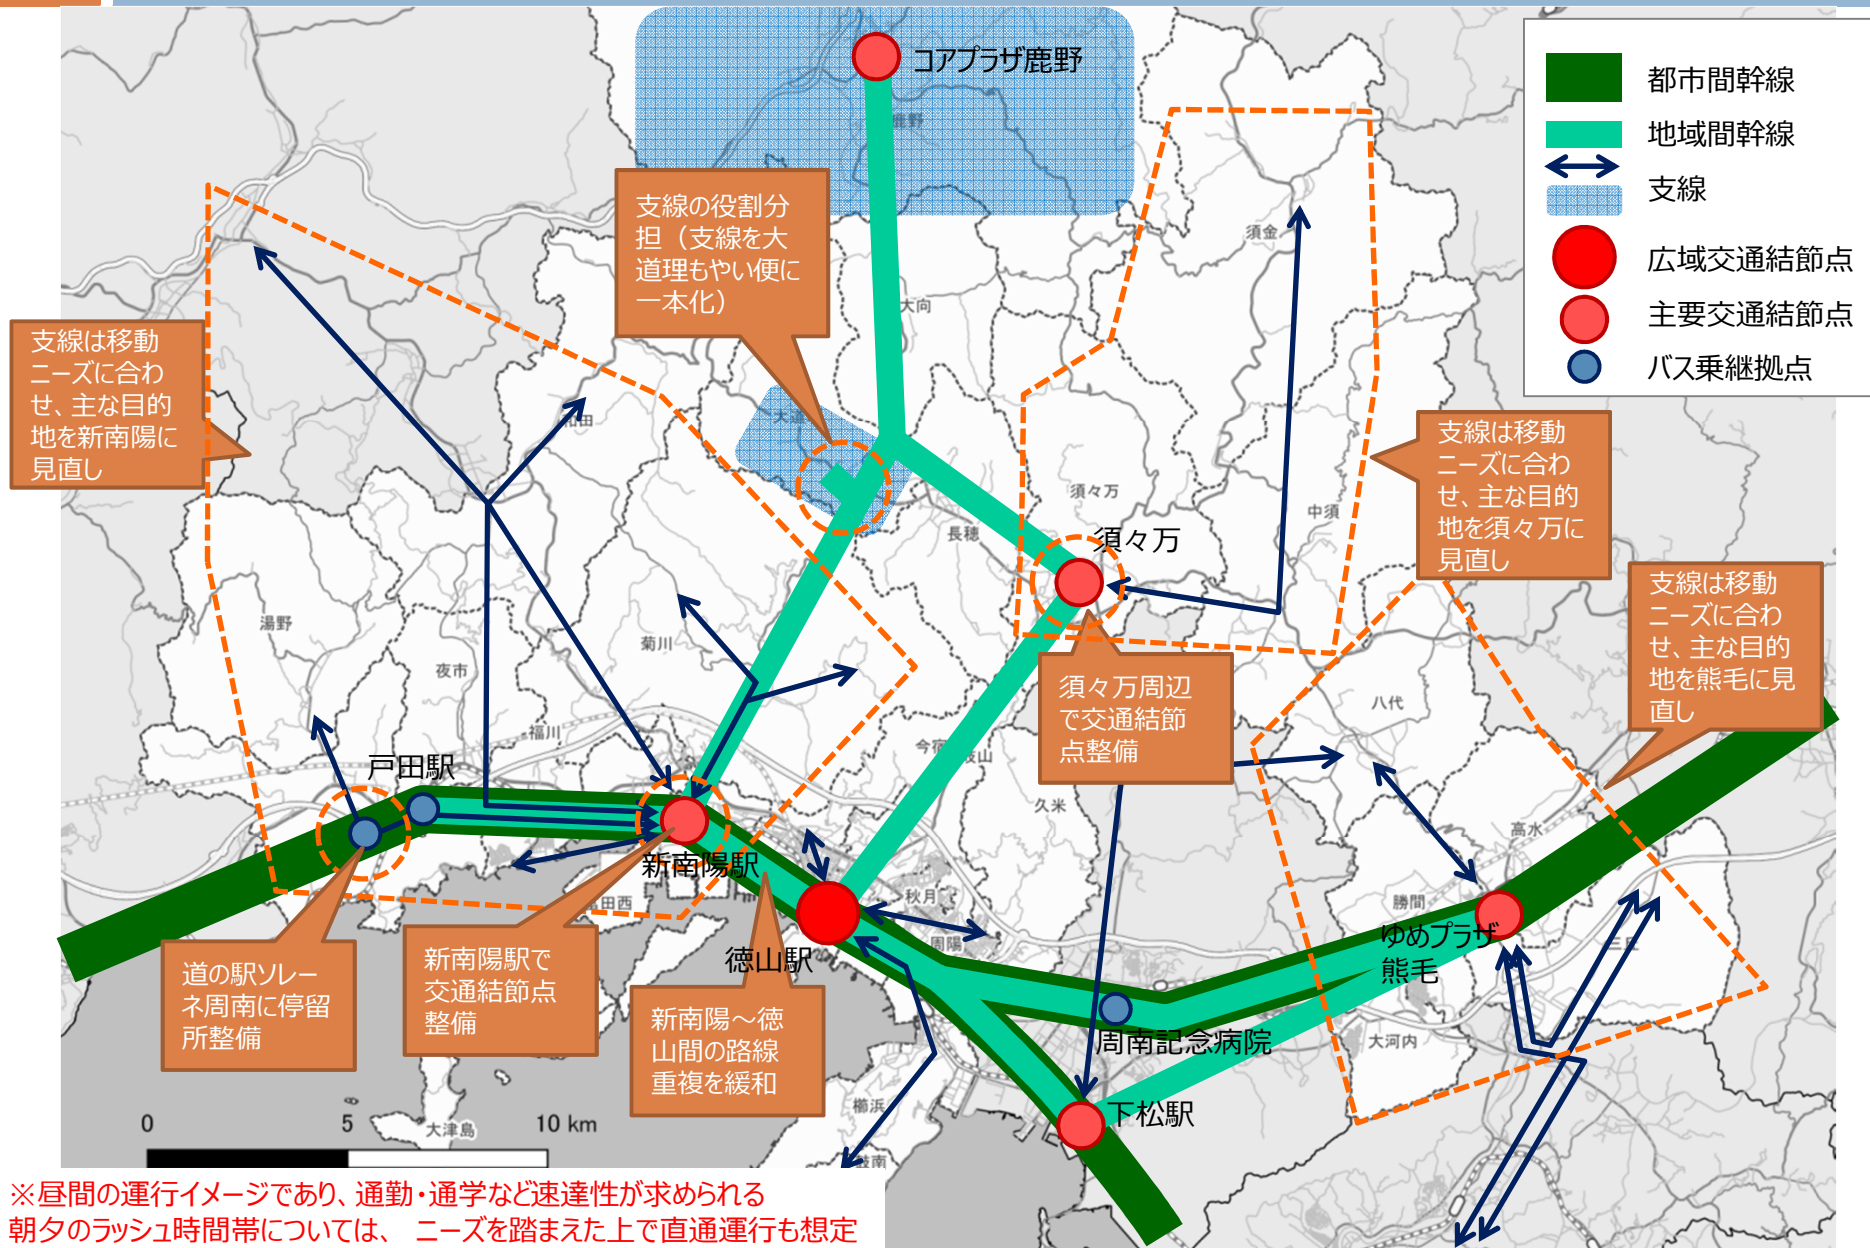 コアプラザ鹿野
鹿野
都市間幹線
地域間幹線
支線
広域交通結節点
主要交通結節点
バス乗継拠点
支線の役割分
担（支線を大
道理もやい便に
一本化）
須金
大向
支線は移動
ニーズに合わ
せ、主な目的
地を新南陽に
見直し
和田
支線は移動
ニーズに合わ
せ、主な目的
地を須々万に
見直し
須々万
中須
長穂
須々万
支線は移動
ニーズに合わ
せ、主な目的
地を熊毛に見
直し
湯野
夜市
菊川
須々万周辺
で交通結節
点整備
八代
福川
戸田駅
久米
高水
新南陽駅
富田西
秋月
周陽
勝間
ゆめプラザ
熊毛
三丘
徳山駅
道の駅ソレー
ネ周南に停留
所整備
新南陽駅で
交通結節点
整備
新南陽～徳
山間の路線
重複を緩和
周南記念病院
大河内
櫛浜
下松駅
鼓南
大津島
0 5 10 km
※昼間の運行イメージであり、通勤・通学など速達性が求められる
朝夕のラッシュ時間帯については、 ニーズを踏まえた上で直通運行も想定